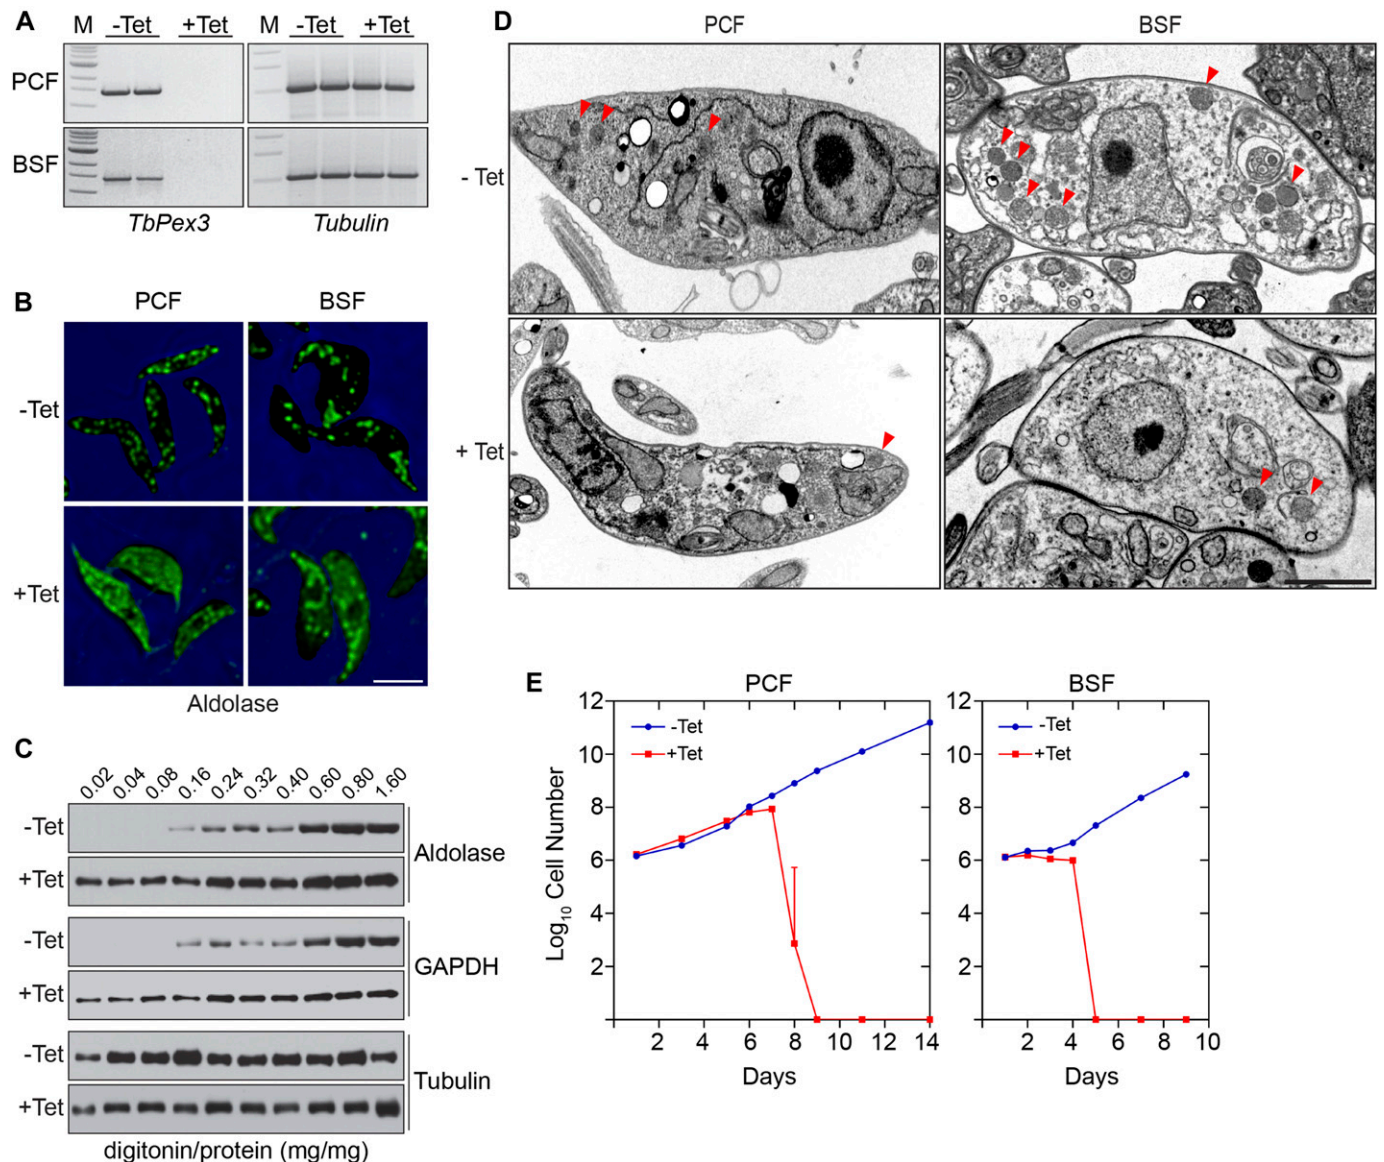 A
M -Tet +Tet M -Tet +Tet
PCF
BSF
TbPex3 Tubulin
B
PCF BSF
-Tet
+Tet
Aldolase
C
0.02 0.04 0.08 0.16 0.24 0.32 0.40 0.60 0.80 1.60
-Tet
Aldolase
+Tet
-Tet
GAPDH
+Tet
-Tet
Tubulin
+Tet
digitonin/protein (mg/mg)
D
PCF BSF
- Tet
+ Tet
E
PCF BSF
12 12
10 10
8 8
6 6
4 4
2 2
-Tet -Tet
+Tet +Tet
Log10 Cell Number
2 4 6 8 10 12 14 2 4 6 8 10
Days Days